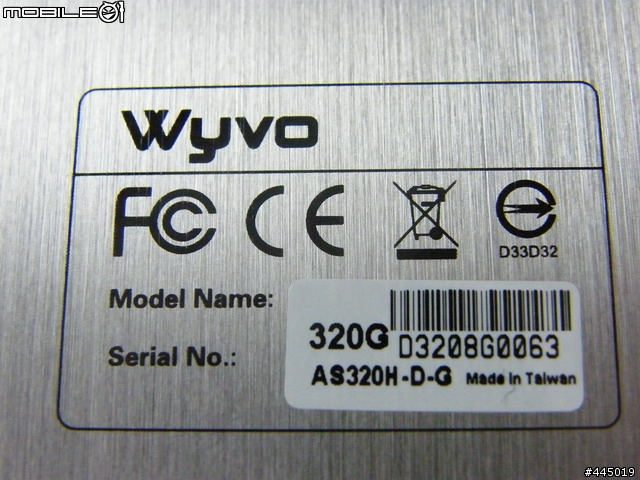 MOBILE01
Wyvo
FC CE
D33D32
Model Name:
Serial No.:
320G
D3208G0063
AS320H-D-G Made in Taiwan
#445019